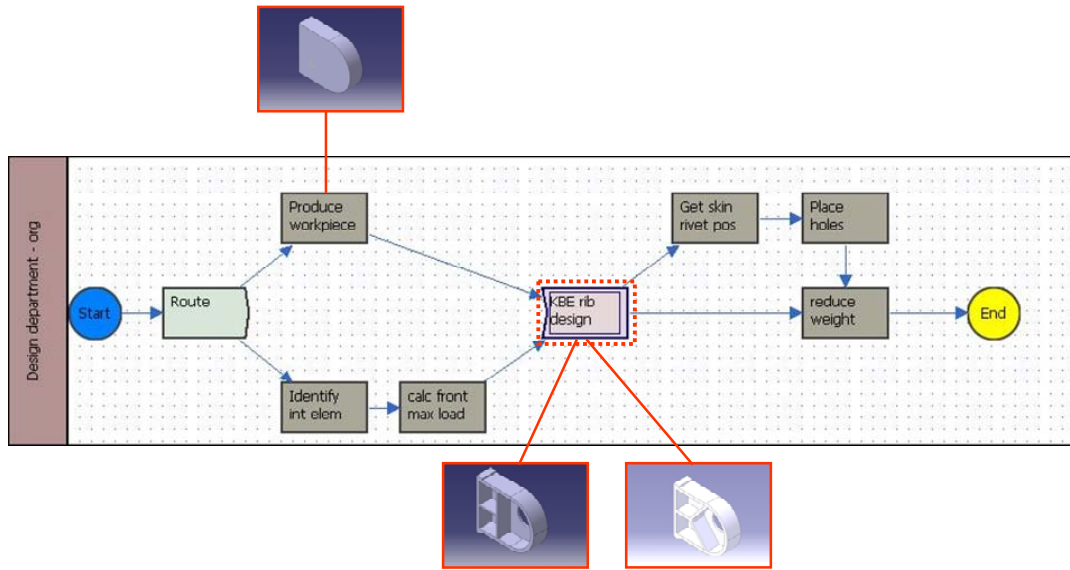 Design department - org
Start
Route
Produce
workpiece
Identify
int elem
calc front
max load
KBE rib
design
Get skin
rivet pos
Place
holes
reduce
weight
End